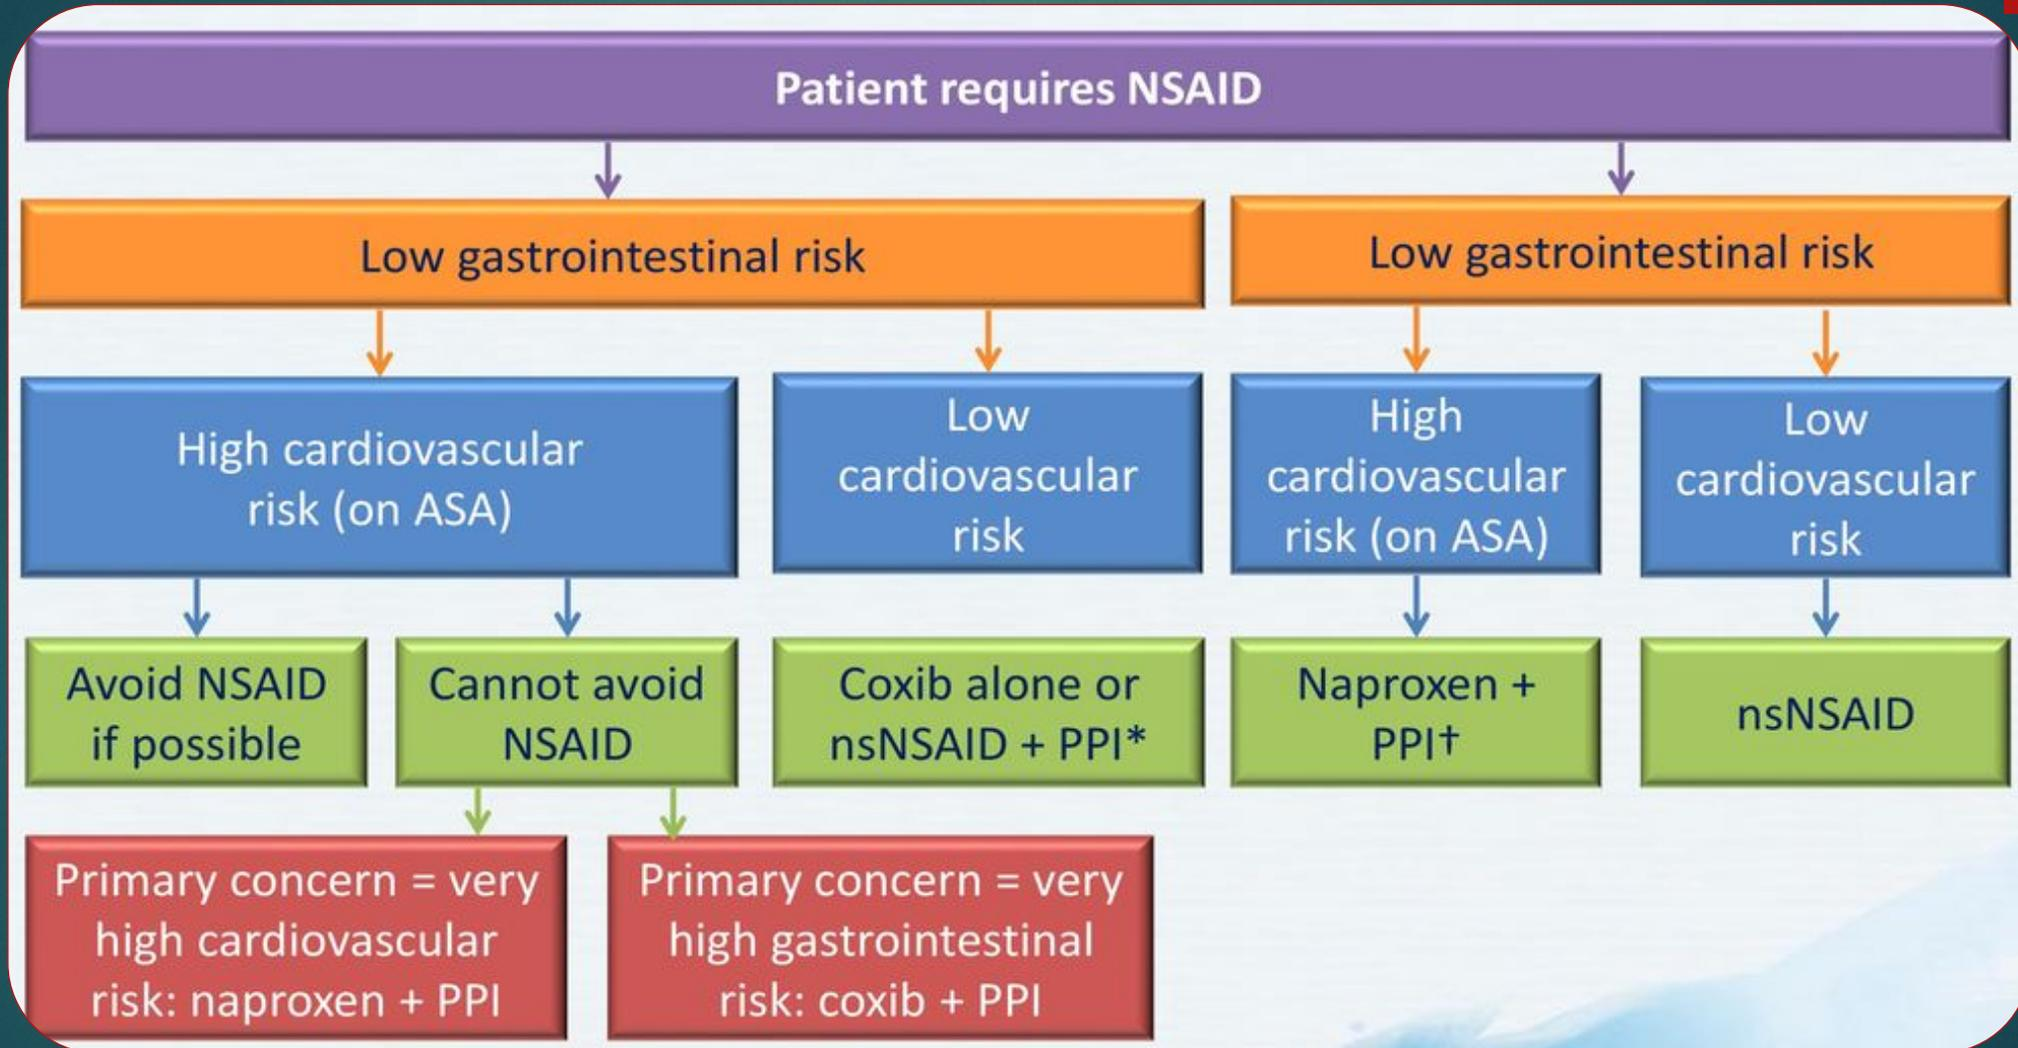 Patient requires NSAID
Low gastrointestinal risk
Low gastrointestinal risk
High cardiovascular
risk (on ASA)
Low
cardiovascular
risk
High
cardiovascular
risk (on ASA)
Low
cardiovascular
risk
Avoid NSAID
if possible
Cannot avoid
NSAID
Coxib alone or
nsNSAID + PPI*
Naproxen +
PPI†
nsNSAID
Primary concern = very
high cardiovascular
risk: naproxen + PPI
Primary concern = very
high gastrointestinal
risk: coxib + PPI